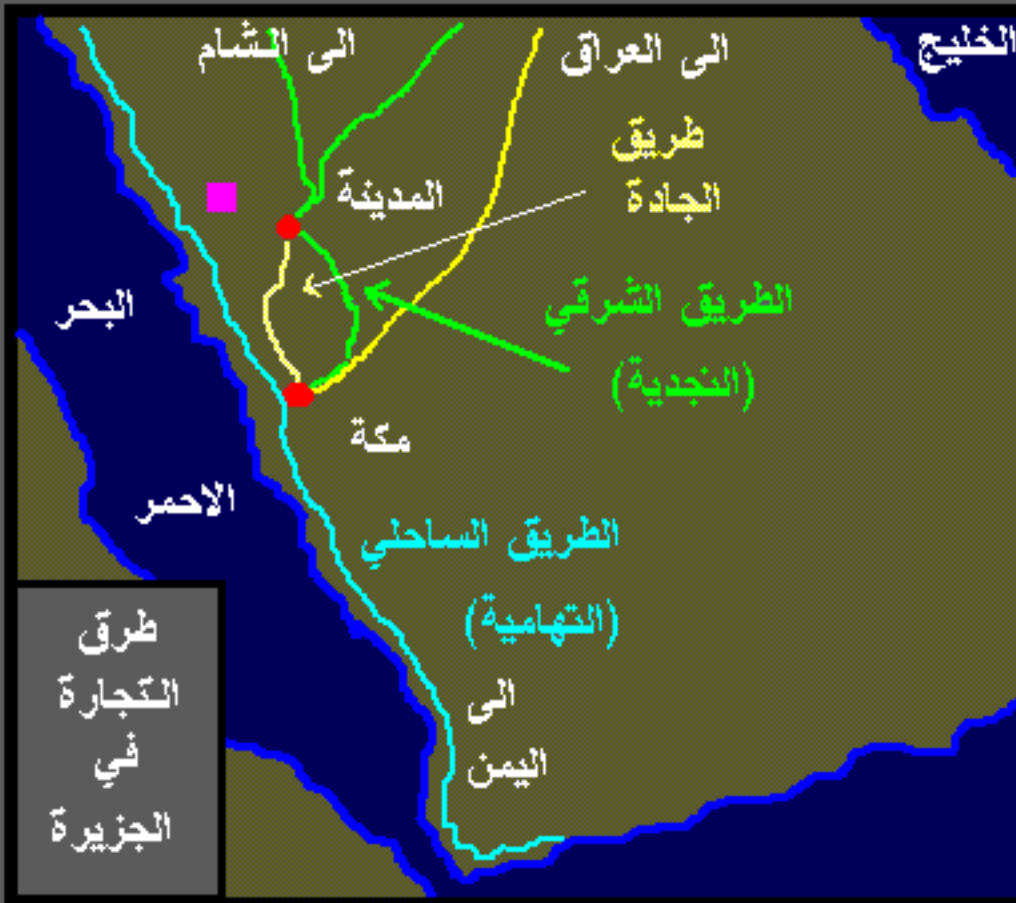 الى الشام
الى العراق
الخليج
طريق
الجادة
المدينة
الطريق الشرقي
(النجدية)
البحر
الاحمر
مكة
الطريق الساحلي
(التهامية)
الى
اليمن
طرق
التجارة
في
الجزيرة